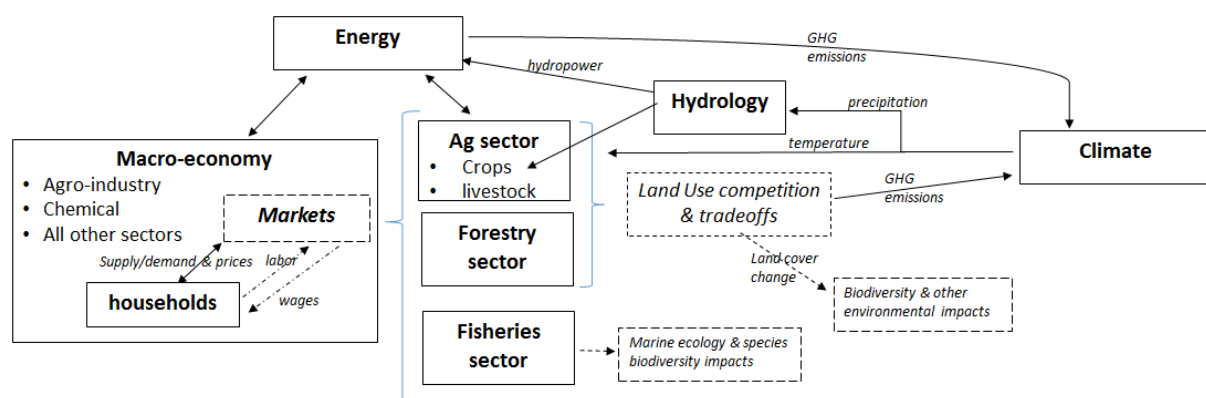 Energy
GHG
emissions
hydropower
Hydrology
precipitation
Ag sector
• Crops
• livestock
temperature
Climate
Macro-economy
• Agro-industry
• Chemical
• All other sectors
Markets
Land Use competition
& tradeoffs
GHG
emissions
Forestry
sector
Supply/demand & prices
labor
Land cover
change
households
wages
Biodiversity & other
environmental impacts
Fisheries
sector
Marine ecology & species
biodiversity impacts